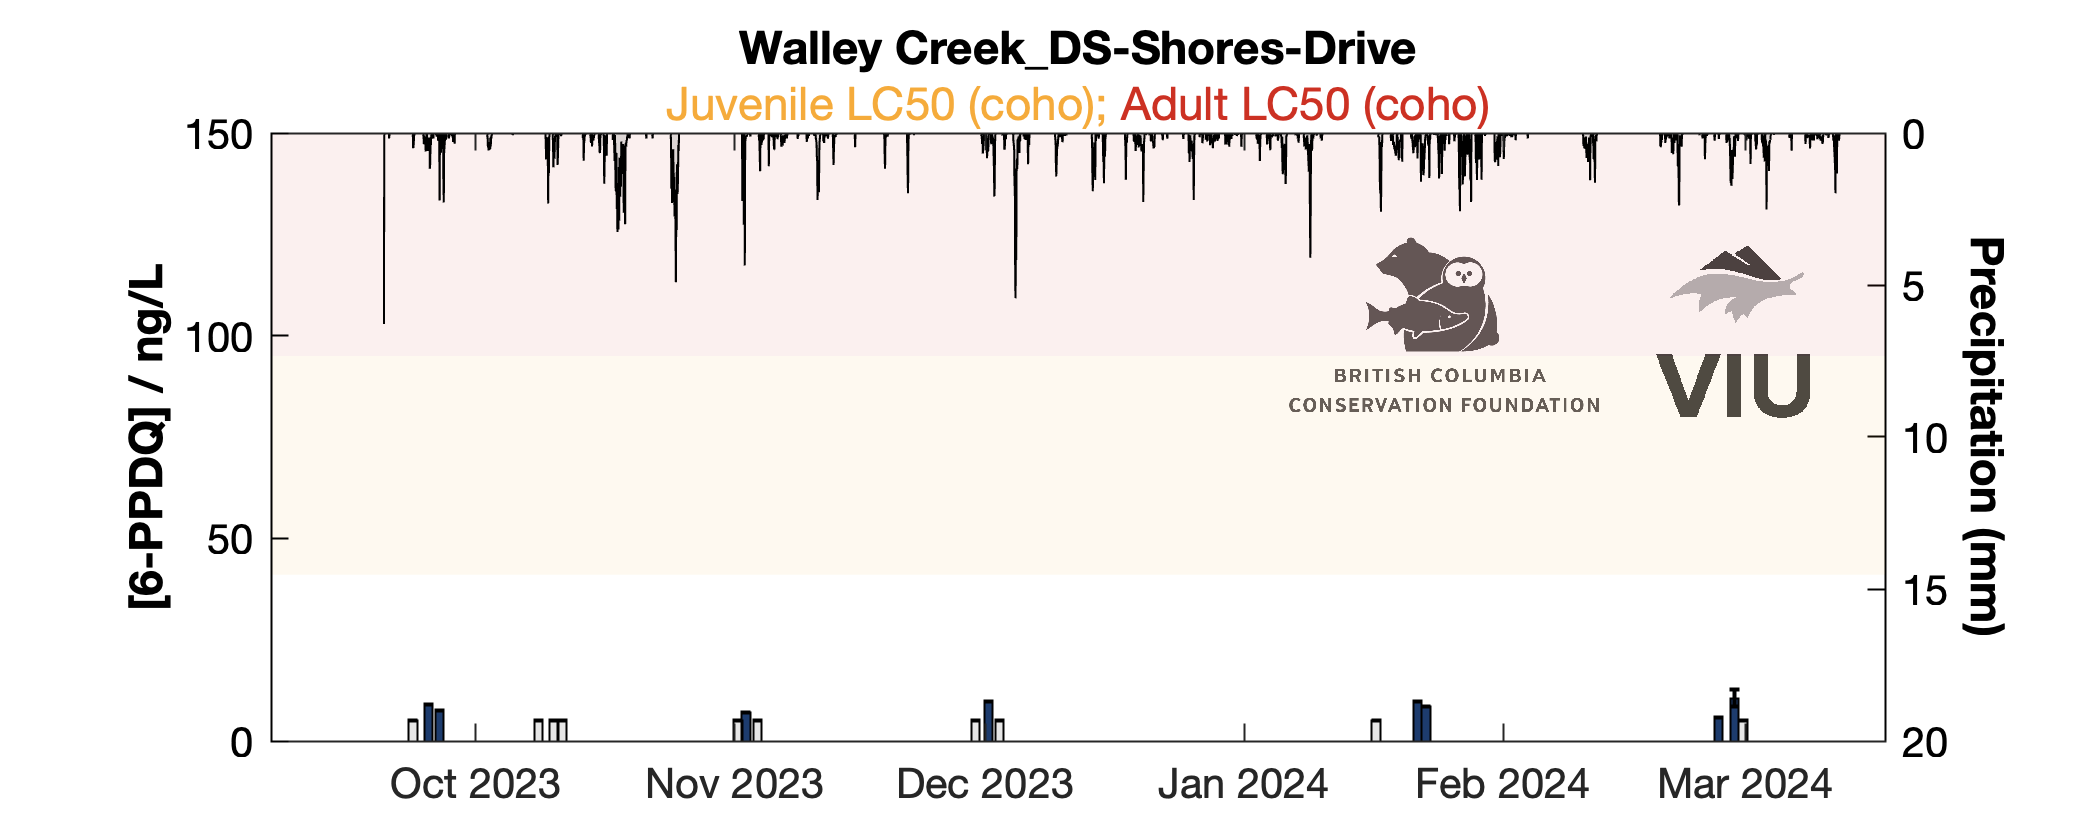 Walley Creek_DS-Shores-Drive
Juvenile LC50 (coho); Adult LC50 (coho)
[6-PPDQ] / ng/L
150
100
50
0
Precipitation (mm)
0
5
10
15
20
BRITISH COLUMBIA
CONSERVATION FOUNDATION
VIU
Oct 2023
Nov 2023
Dec 2023
Jan 2024
Feb 2024
Mar 2024